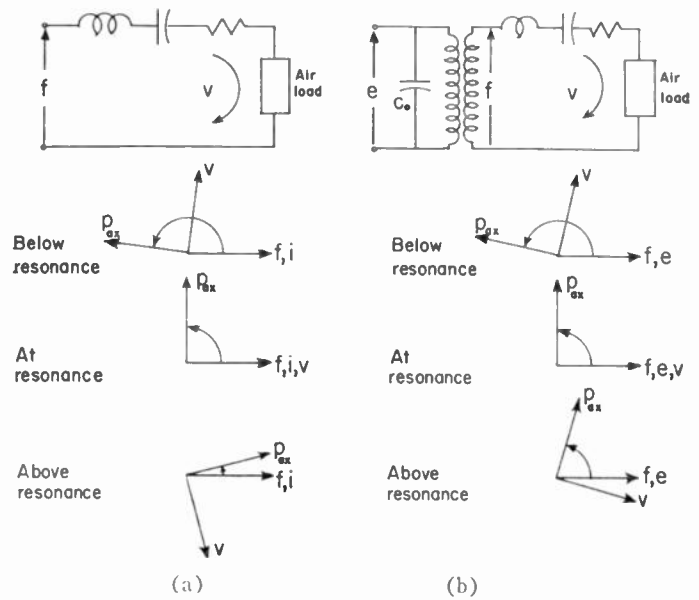 f
v
Air
load
e
C₀
f
v
Air
load
v
pax
f,i
Below
resonance
v
pax
f,e
Below
resonance
pax
f,i,v
At
resonance
pax
f,e,v
At
resonance
pax
f,i
v
Above
resonance
pax
f,e
v
Above
resonance
(a)
(b)